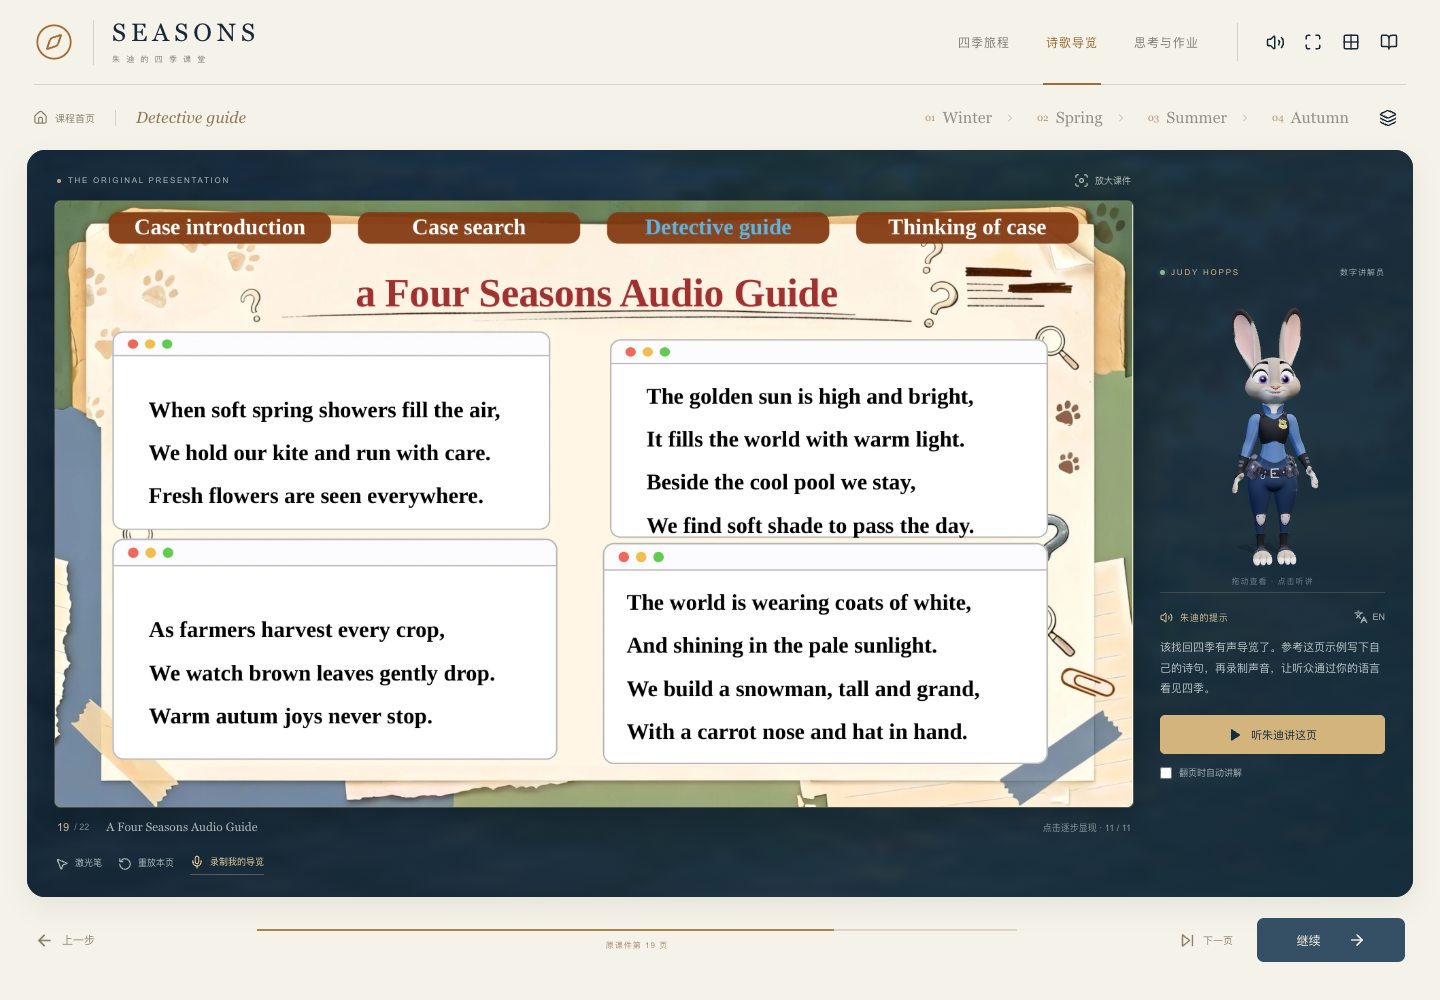 SEASONS
朱迪的四季课堂
四季旅程
诗歌导览
思考与作业
课程首页
Detective guide
01 Winter
02 Spring
03 Summer
04 Autumn
THE ORIGINAL PRESENTATION
放大课件
Case introduction
Case search
Detective guide
Thinking of case
a Four Seasons Audio Guide
When soft spring showers fill the air,
We hold our kite and run with care.
Fresh flowers are seen everywhere.
The golden sun is high and bright,
It fills the world with warm light.
Beside the cool pool we stay,
We find soft shade to pass the day.
As farmers harvest every crop,
We watch brown leaves gently drop.
Warm autum joys never stop.
The world is wearing coats of white,
And shining in the pale sunlight.
We build a snowman, tall and grand,
With a carrot nose and hat in hand.
JUDY HOPPS
数字讲解员
拖动查看 · 点击听讲
朱迪的提示
EN
该找回四季有声导览了。参考这页示例写下自
己的诗句，再录制声音，让听众通过你的语言
看见四季。
听朱迪讲这页
翻页时自动讲解
19 / 22
A Four Seasons Audio Guide
点击逐步显现 · 11 / 11
激光笔
重放本页
录制我的导览
上一步
原课件第 19 页
下一页
继续